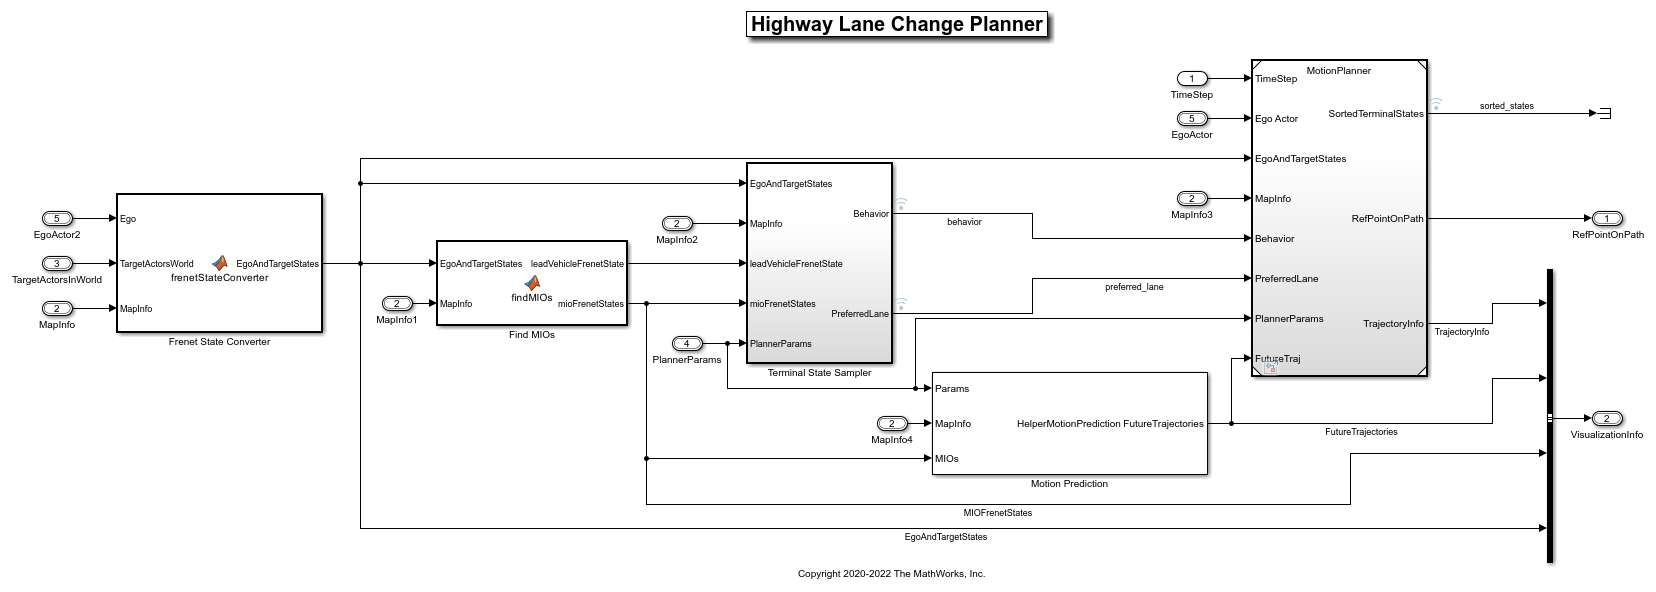 Highway Lane Change Planner
5
EgoActor2
3
TargetActorsInWorld
2
MapInfo
Ego
TargetActorsWorld
MapInfo
frenetStateConverter
EgoAndTargetStates
Frenet State Converter
2
MapInfo1
EgoAndTargetStates
MapInfo
findMIOs
leadVehicleFrenetState
mioFrenetStates
Find MIOs
2
MapInfo2
4
PlannerParams
EgoAndTargetStates
MapInfo
leadVehicleFrenetState
mioFrenetStates
PlannerParams
Behavior
PreferredLane
Terminal State Sampler
behavior
preferred_lane
2
MapInfo4
Params
MapInfo
MIOs
HelperMotionPrediction FutureTrajectories
Motion Prediction
1
TimeStep
5
EgoActor
2
MapInfo3
MotionPlanner
TimeStep
Ego Actor
EgoAndTargetStates
MapInfo
Behavior
PreferredLane
PlannerParams
FutureTraj
SortedTerminalStates
RefPointOnPath
TrajectoryInfo
sorted_states
1
RefPointOnPath
TrajectoryInfo
FutureTrajectories
MIOFrenetStates
EgoAndTargetStates
2
VisualizationInfo
Copyright 2020-2022 The MathWorks, Inc.